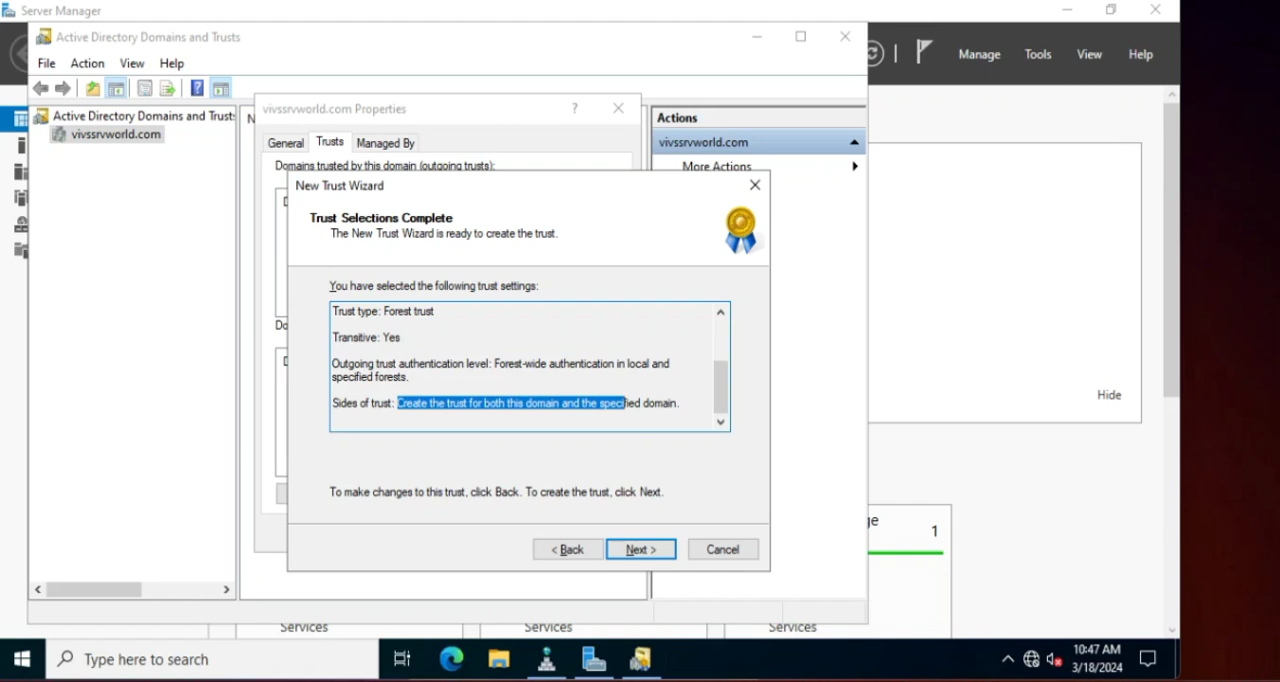 Server Manager
Active Directory Domains and Trusts
File Action View Help
Manage Tools View Help
Active Directory Domains and Trusts
vivssrvworld.com
N
vivssrvworld.com Properties
?
General Trusts Managed By
Domains trusted by this domain (outgoing trusts):
Actions
vivssrvworld.com
More Actions
New Trust Wizard
Trust Selections Complete
The New Trust Wizard is ready to create the trust.
You have selected the following trust settings:
Trust type: Forest trust
Transitive: Yes
Outgoing trust authentication level: Forest-wide authentication in local and
specified forests.
Sides of trust: Create the trust for both this domain and the specified domain.
To make changes to this trust, click Back. To create the trust, click Next.
< Back Next > Cancel
Do
Hide
ge 1
Services Services Services
Type here to search
10:47 AM
3/18/2024